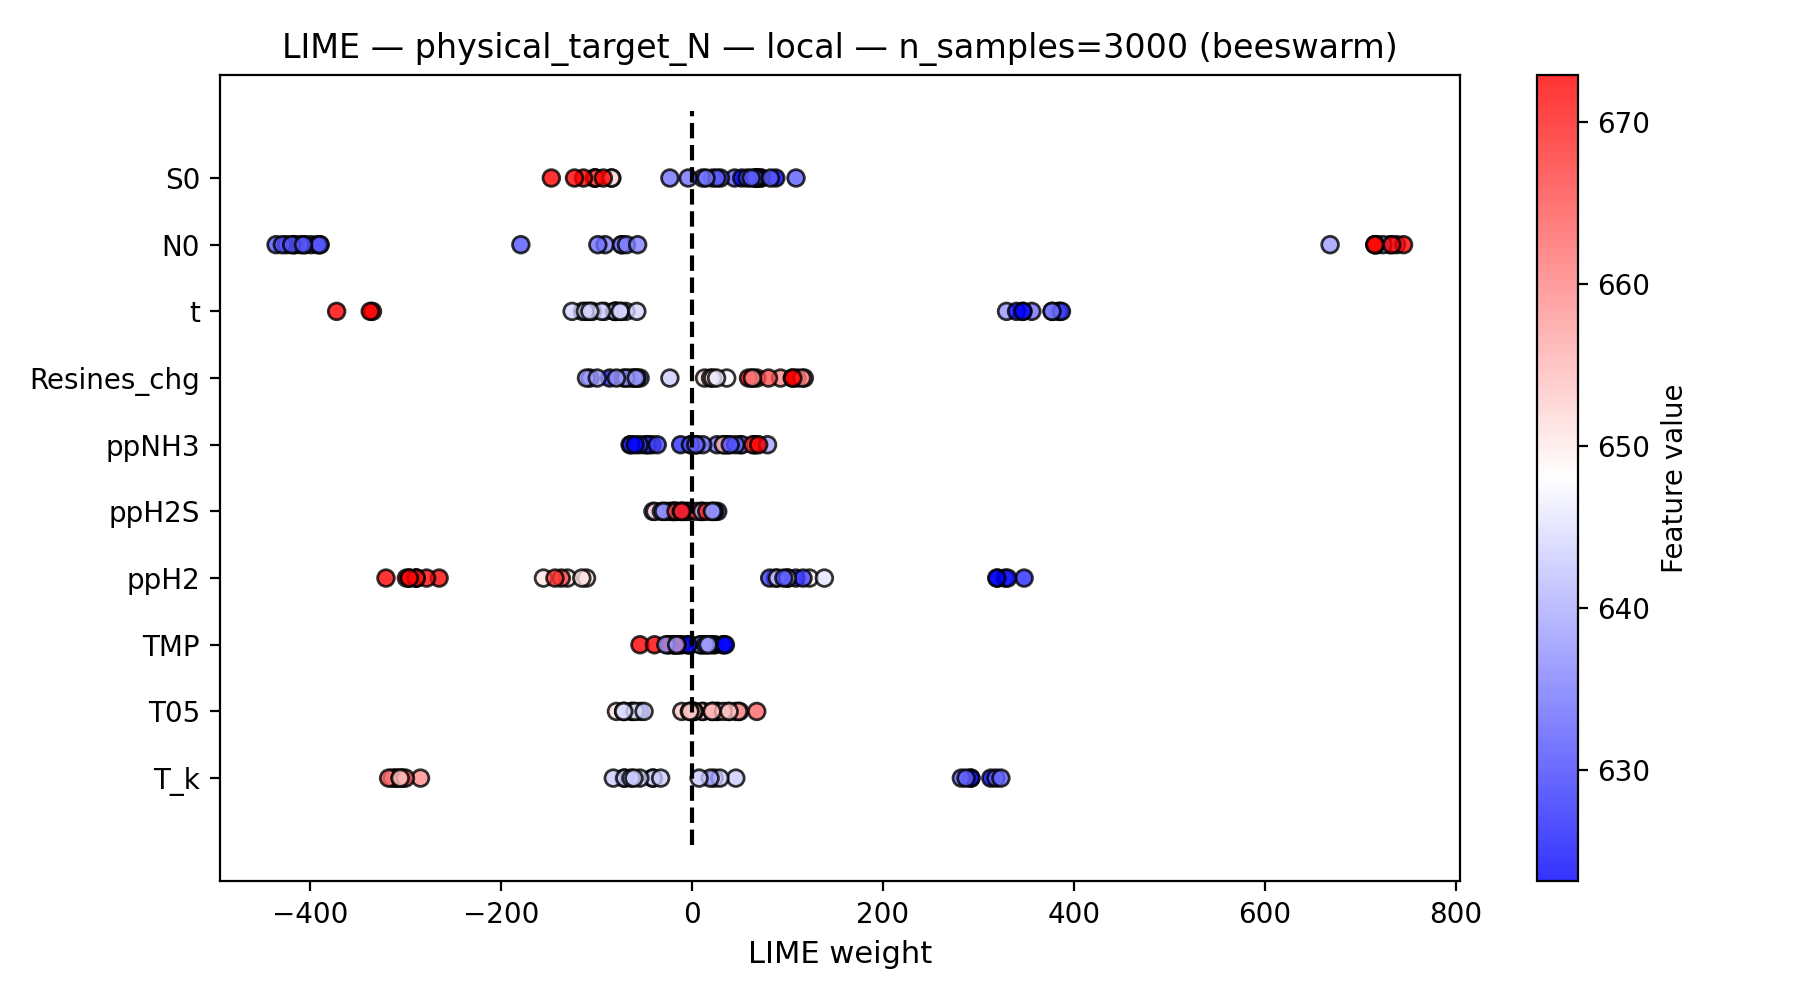 LIME — physical_target_N — local — n_samples=3000 (beeswarm)
S0
N0
t
Resines_chg
ppNH3
ppH2S
ppH2
TMP
T05
T_k
−400
−200
0
200
400
600
800
LIME weight
670
660
650
640
630
Feature value